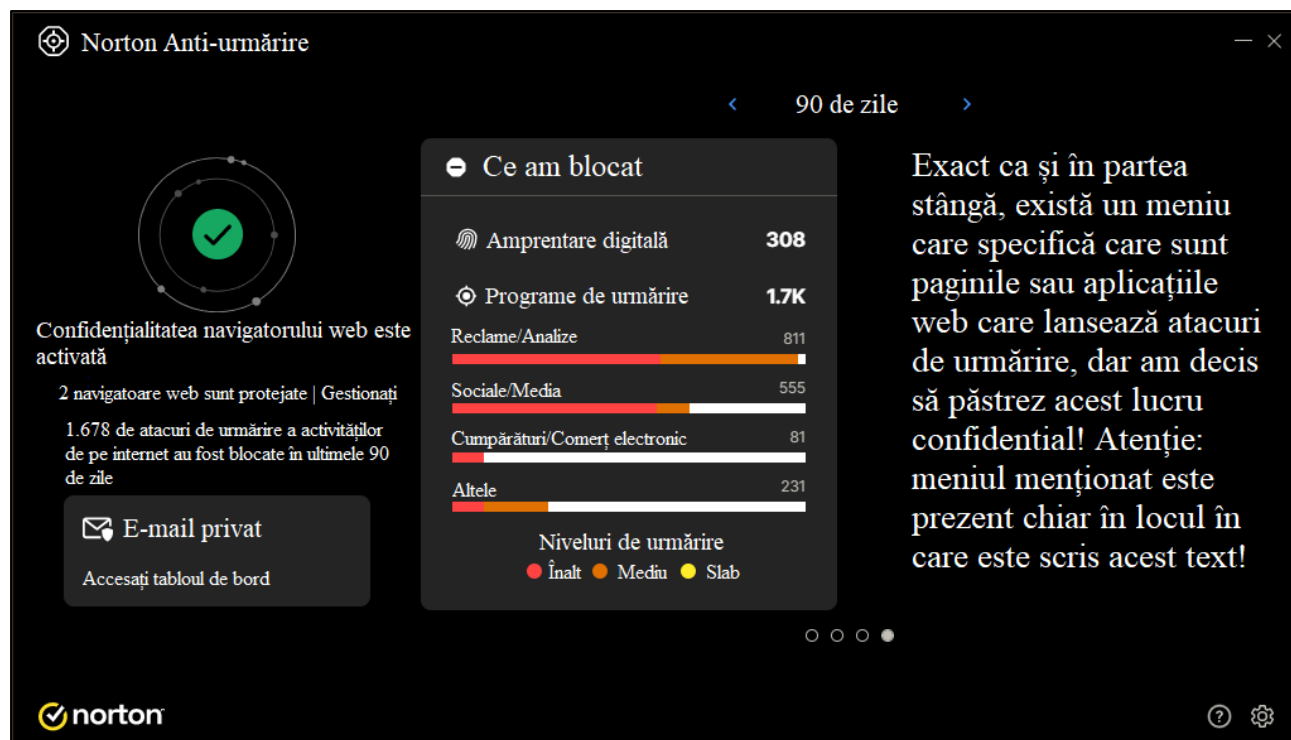 Norton Anti-urmărire
90 de zile
Confidențialitatea navigatorului web este
activată
2 navigatoare web sunt protejate | Gestionați
1.678 de atacuri de urmărire a activităților
de pe internet au fost blocate în ultimele 90
de zile
E-mail privat
Accesați tabloul de bord
Ce am blocat
Amprentare digitală 308
Programe de urmărire 1.7K
Reclame/Analize 811
Sociale/Media 555
Cumpărături/Comerț electronic 81
Altele 231
Niveluri de urmărire
Înalt Mediu Slab
Exact ca și în partea
stângă, există un meniu
care specifică care sunt
paginile sau aplicațiile
web care lansează atacuri
de urmărire, dar am decis
să păstrez acest lucru
confidential! Atenție:
meniul menționat este
prezent chiar în locul în
care este scris acest text!
norton